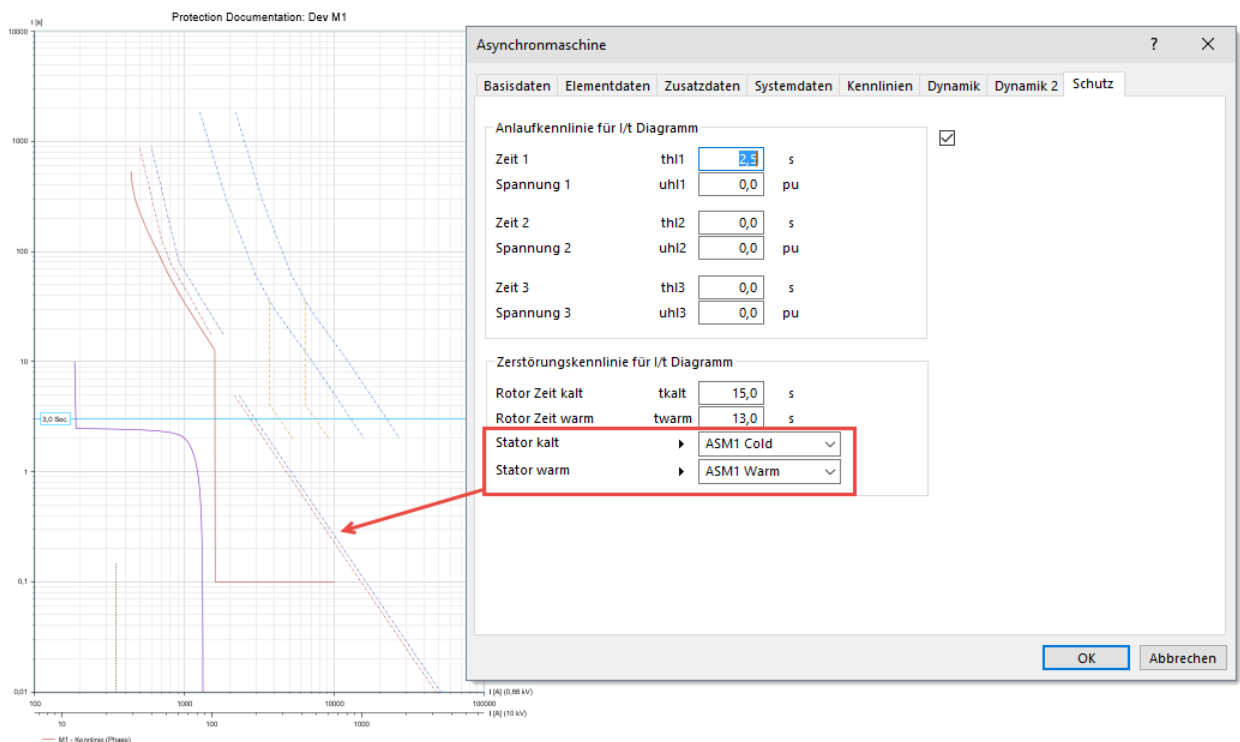 Protection Documentation: Dev M1
t [s]
10000
1000
100
10
3,0 Sec.
1
0,1
0,01
100 1000 10000 100000 I [A] (0,66 kV)
10 100 1000 I [A] (10 kV)
M1 - Kennlinie (Phase)
Asynchronmaschine ?
Basisdaten Elementdaten Zusatzdaten Systemdaten Kennlinien Dynamik Dynamik 2 Schutz
Anlaufkennlinie für I/t Diagramm
Zeit 1 thl1 2,5 s
Spannung 1 uhl1 0,0 pu
Zeit 2 thl2 0,0 s
Spannung 2 uhl2 0,0 pu
Zeit 3 thl3 0,0 s
Spannung 3 uhl3 0,0 pu
Zerstörungskennlinie für I/t Diagramm
Rotor Zeit kalt tkalt 15,0 s
Rotor Zeit warm twarm 13,0 s
Stator kalt ASM1 Cold
Stator warm ASM1 Warm
OK Abbrechen